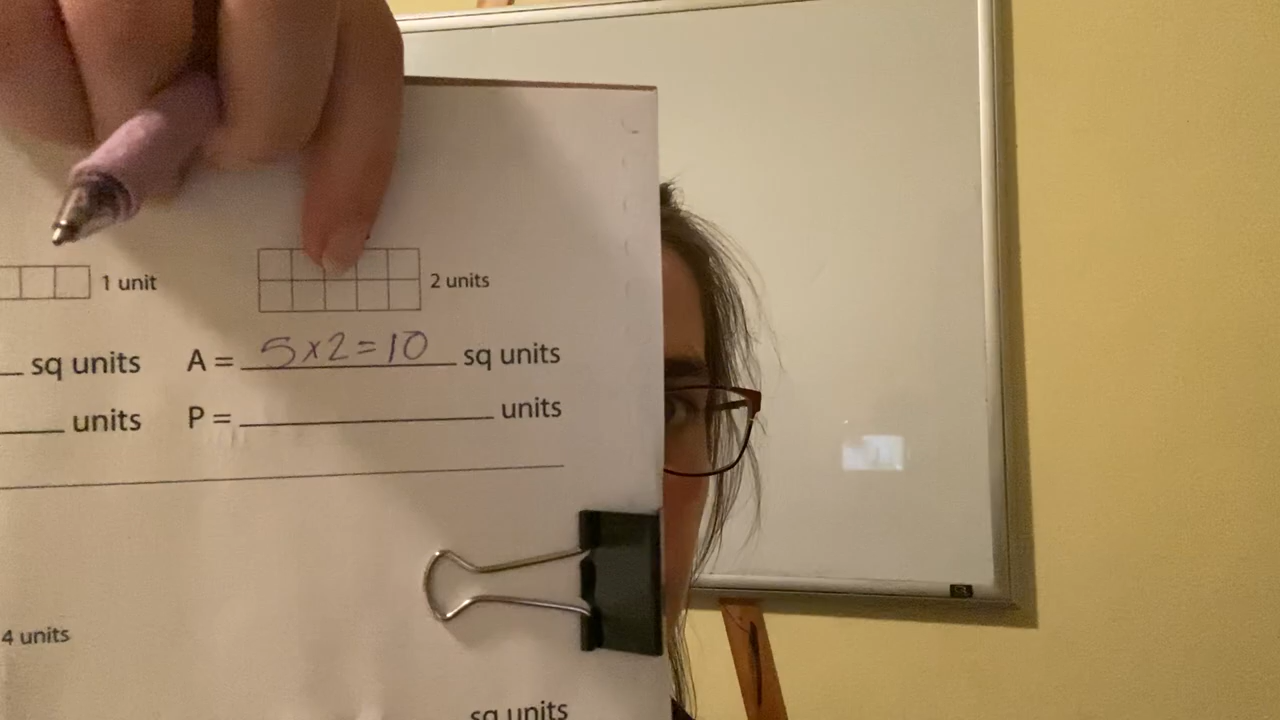 1 unit 2 units
sq units A = 5x2=10 sq units
units P = units
4 units
sq units